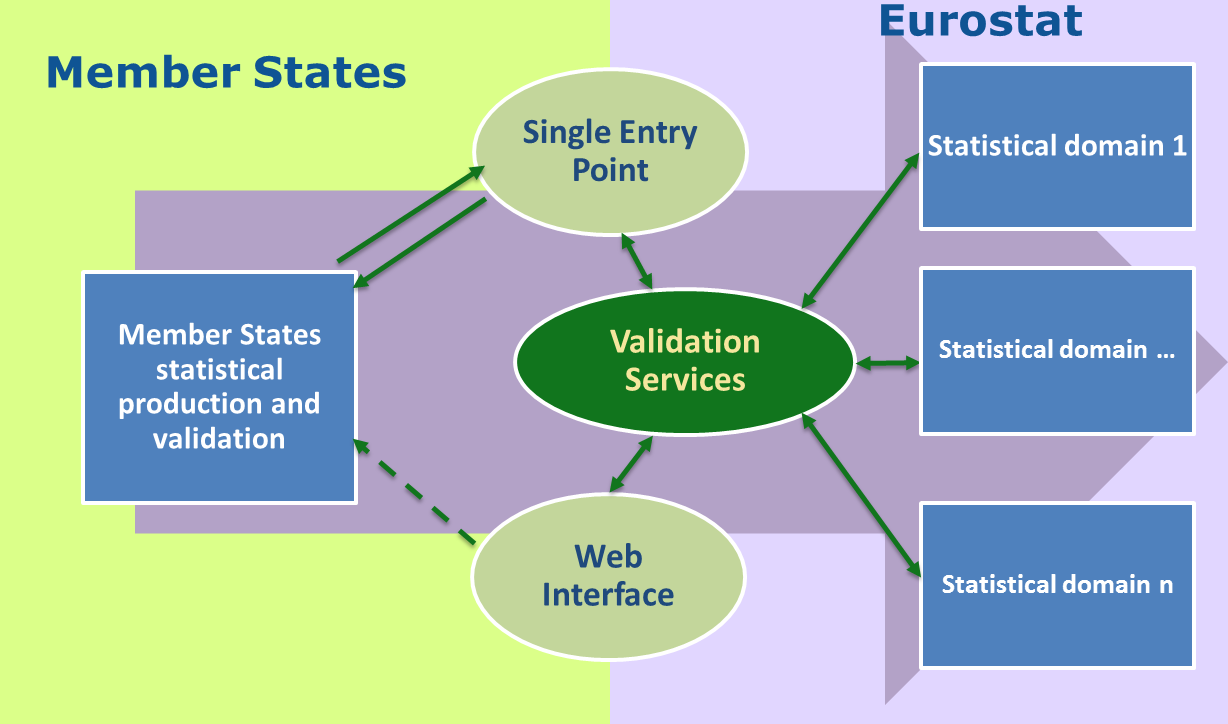 Member States
Eurostat
Single Entry
Point
Statistical domain 1
Member States
statistical
production and
validation
Validation
Services
Statistical domain ...
Web
Interface
Statistical domain n